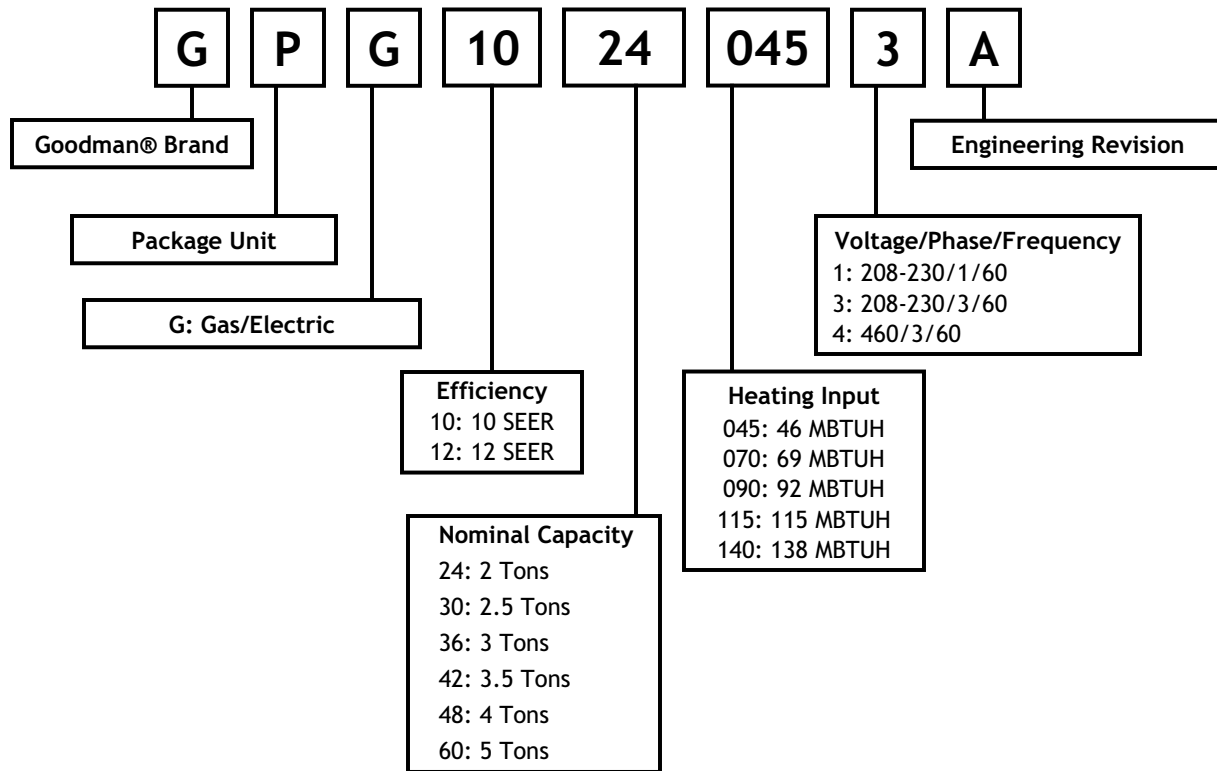 G P G 10 24 045 3 A
Goodman® Brand
Engineering Revision
Package Unit
G: Gas/Electric
Voltage/Phase/Frequency
1: 208-230/1/60
3: 208-230/3/60
4: 460/3/60
Efficiency
10: 10 SEER
12: 12 SEER
Heating Input
045: 46 MBTUH
070: 69 MBTUH
090: 92 MBTUH
115: 115 MBTUH
140: 138 MBTUH
Nominal Capacity
24: 2 Tons
30: 2.5 Tons
36: 3 Tons
42: 3.5 Tons
48: 4 Tons
60: 5 Tons